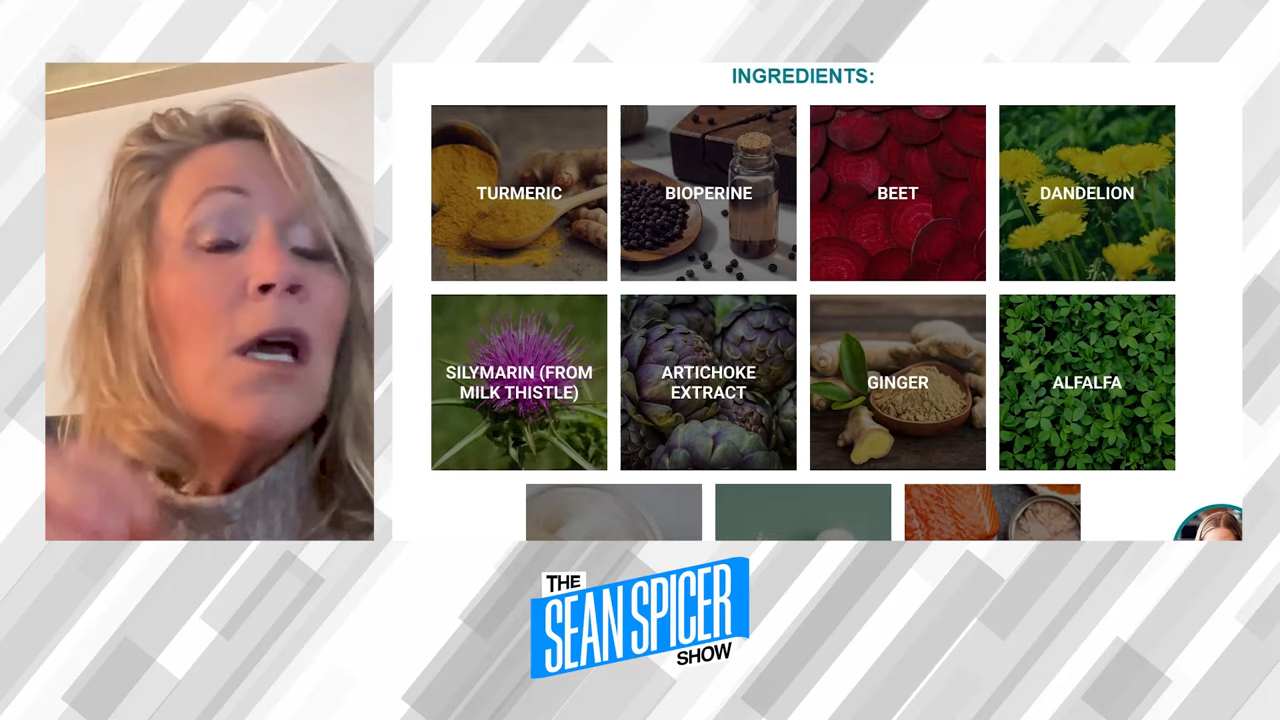 INGREDIENTS:
TURMERIC
BIOPERINE
BEET
DANDELION
SILYMARIN (FROM
MILK THISTLE)
ARTICHOKE
EXTRACT
GINGER
ALFALFA
THE
SEAN SPICER
SHOW